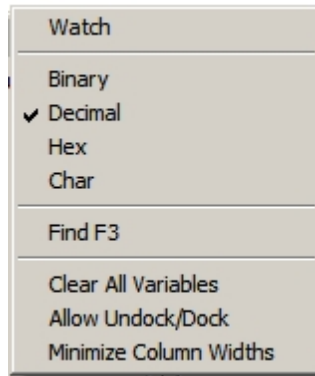 Watch
Binary
Decimal
Hex
Char
Find F3
Clear All Variables
Allow Undock/Dock
Minimize Column Widths